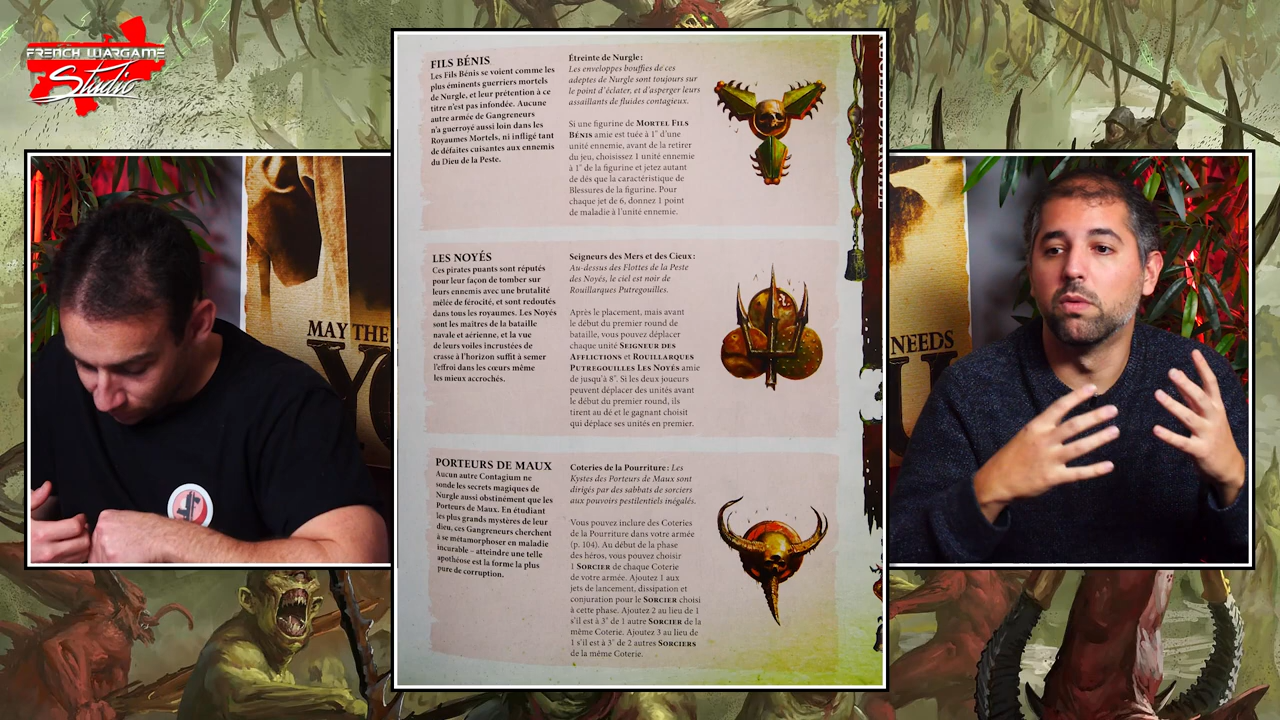 FRENCH WARGAME
Studio
FILS BÉNIS
Les Fils Bénis se voient comme les
plus éminents guerriers mortels
de Nurgle, et leur prétention à ce
titre n'est pas infondée. Aucune
autre armée de Gangreneurs
n'a guerroyé aussi loin dans les
Royaumes Mortels, ni infligé tant
de défaites cuisantes aux ennemis
du Dieu de la Peste.
Étreinte de Nurgle :
Les enveloppes bouffies de ces
adeptes de Nurgle sont toujours sur
le point d'éclater, et d'asperger leurs
assaillants de fluides contagieux.
Si une figurine de MORTEL FILS
BÉNIS amie est tuée à 1" d'une
unité ennemie, avant de la retirer
du jeu, choisissez 1 unité ennemie
à 1" de la figurine et jetez autant
de dés que la caractéristique de
Blessures de la figurine. Pour
chaque jet de 6, donnez 1 point
de maladie à l'unité ennemie.
LES NOYÉS
Ces pirates puants sont réputés
pour leur façon de tomber sur
leurs ennemis avec une brutalité
mêlée de férocité, et sont redoutés
dans tous les royaumes. Les Noyés
sont les maîtres de la bataille
navale et aérienne, et la vue
de leurs voiles incrustées de
crasse à l'horizon suffit à semer
l'effroi dans les cœurs même
les mieux accrochés.
Seigneurs des Mers et des Cieux :
Au-dessus des Flottes de la Peste
des Noyés, le ciel est noir de
Rouillarques Putregouilles.
Après le placement, mais avant
le début du premier round de
bataille, vous pouvez déplacer
chaque unité SEIGNEUR DES
AFFLICTIONS et ROUILLARQUES
PUTREGOUILLES LES NOYÉS amie
de jusqu'à 8". Si les deux joueurs
peuvent déplacer des unités avant
le début du premier round, ils
tirent au dé et le gagnant choisit
qui déplace ses unités en premier.
PORTEURS DE MAUX
Aucun autre Contagium ne
sonde les secrets magiques de
Nurgle aussi obstinément que les
Porteurs de Maux. En étudiant
les plus grands mystères de leur
dieu, ces Gangreneurs cherchent
à se métamorphoser en maladie
incurable – atteindre une telle
apothéose est la forme la plus
pure de corruption.
Coteries de la Pourriture : Les
Kystes des Porteurs de Maux sont
dirigés par des sabbats de sorciers
aux pouvoirs pestilentiels inégalés.
Vous pouvez inclure des Coteries
de la Pourriture dans votre armée
(p. 104). Au début de la phase
des héros, vous pouvez choisir
1 SORCIER de chaque Coterie
de votre armée. Ajoutez 1 aux
jets de lancement, dissipation et
conjuration pour le SORCIER choisi
à cette phase. Ajoutez 2 au lieu de 1
s'il est à 3" de 1 autre SORCIER de la
même Coterie. Ajoutez 3 au lieu de
1 s'il est à 3" de 2 autres SORCIERS
de la même Coterie.
MAY THE
YO
NEEDS
U